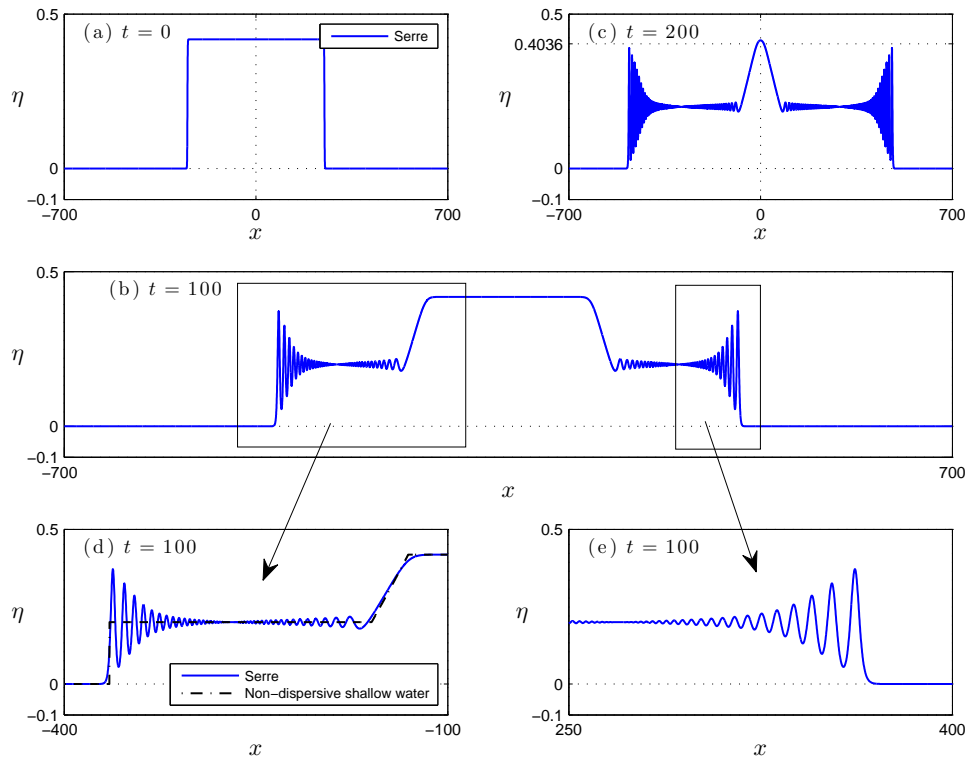 0.5
(a) t = 0
Serre
η
0
−0.1
−700
0
700
x
0.5
(c) t = 200
0.4036
η
0
−0.1
−700
0
700
x
0.5
(b) t = 100
η
0
−0.1
−700
700
x
0.5
(d) t = 100
η
0
Serre
Non−dispersive shallow water
−0.1
−400
−100
x
0.5
(e) t = 100
η
0
−0.1
250
400
x